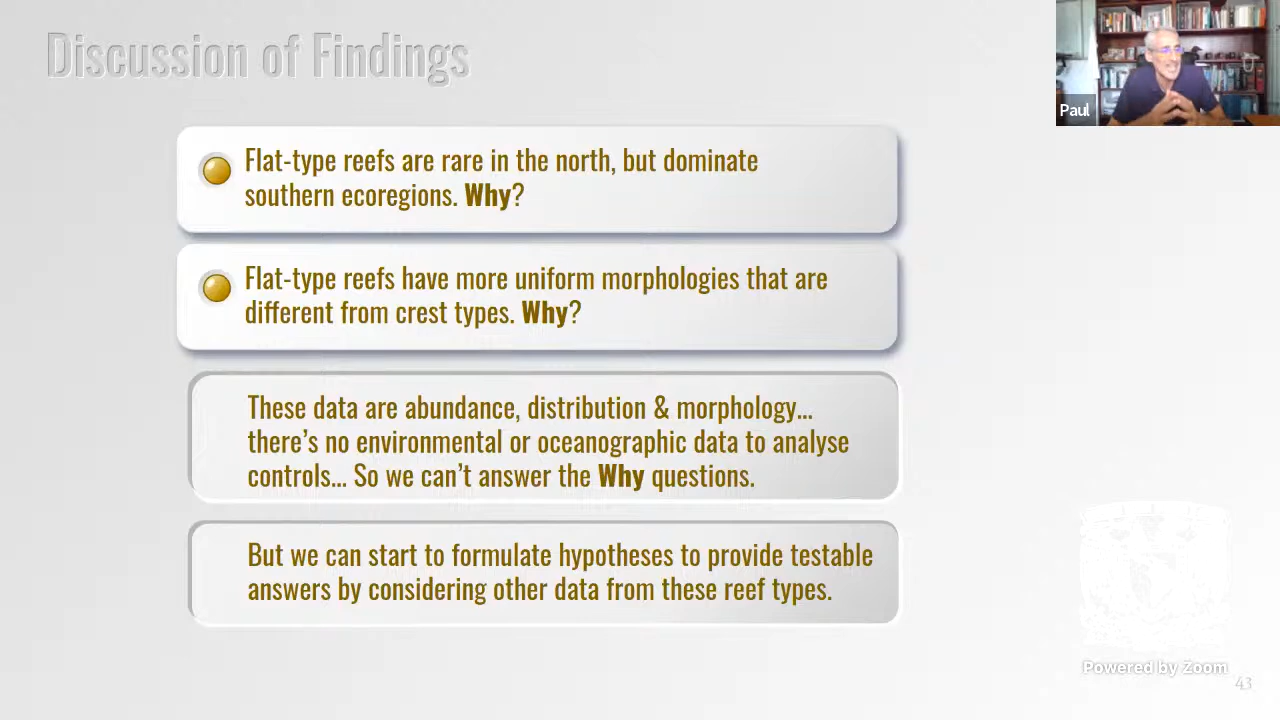 Discussion of Findings
Paul
Flat-type reefs are rare in the north, but dominate
southern ecoregions. Why?
Flat-type reefs have more uniform morphologies that are
different from crest types. Why?
These data are abundance, distribution & morphology...
there's no environmental or oceanographic data to analyse
controls... So we can't answer the Why questions.
But we can start to formulate hypotheses to provide testable
answers by considering other data from these reef types.
Powered by Zoom
43